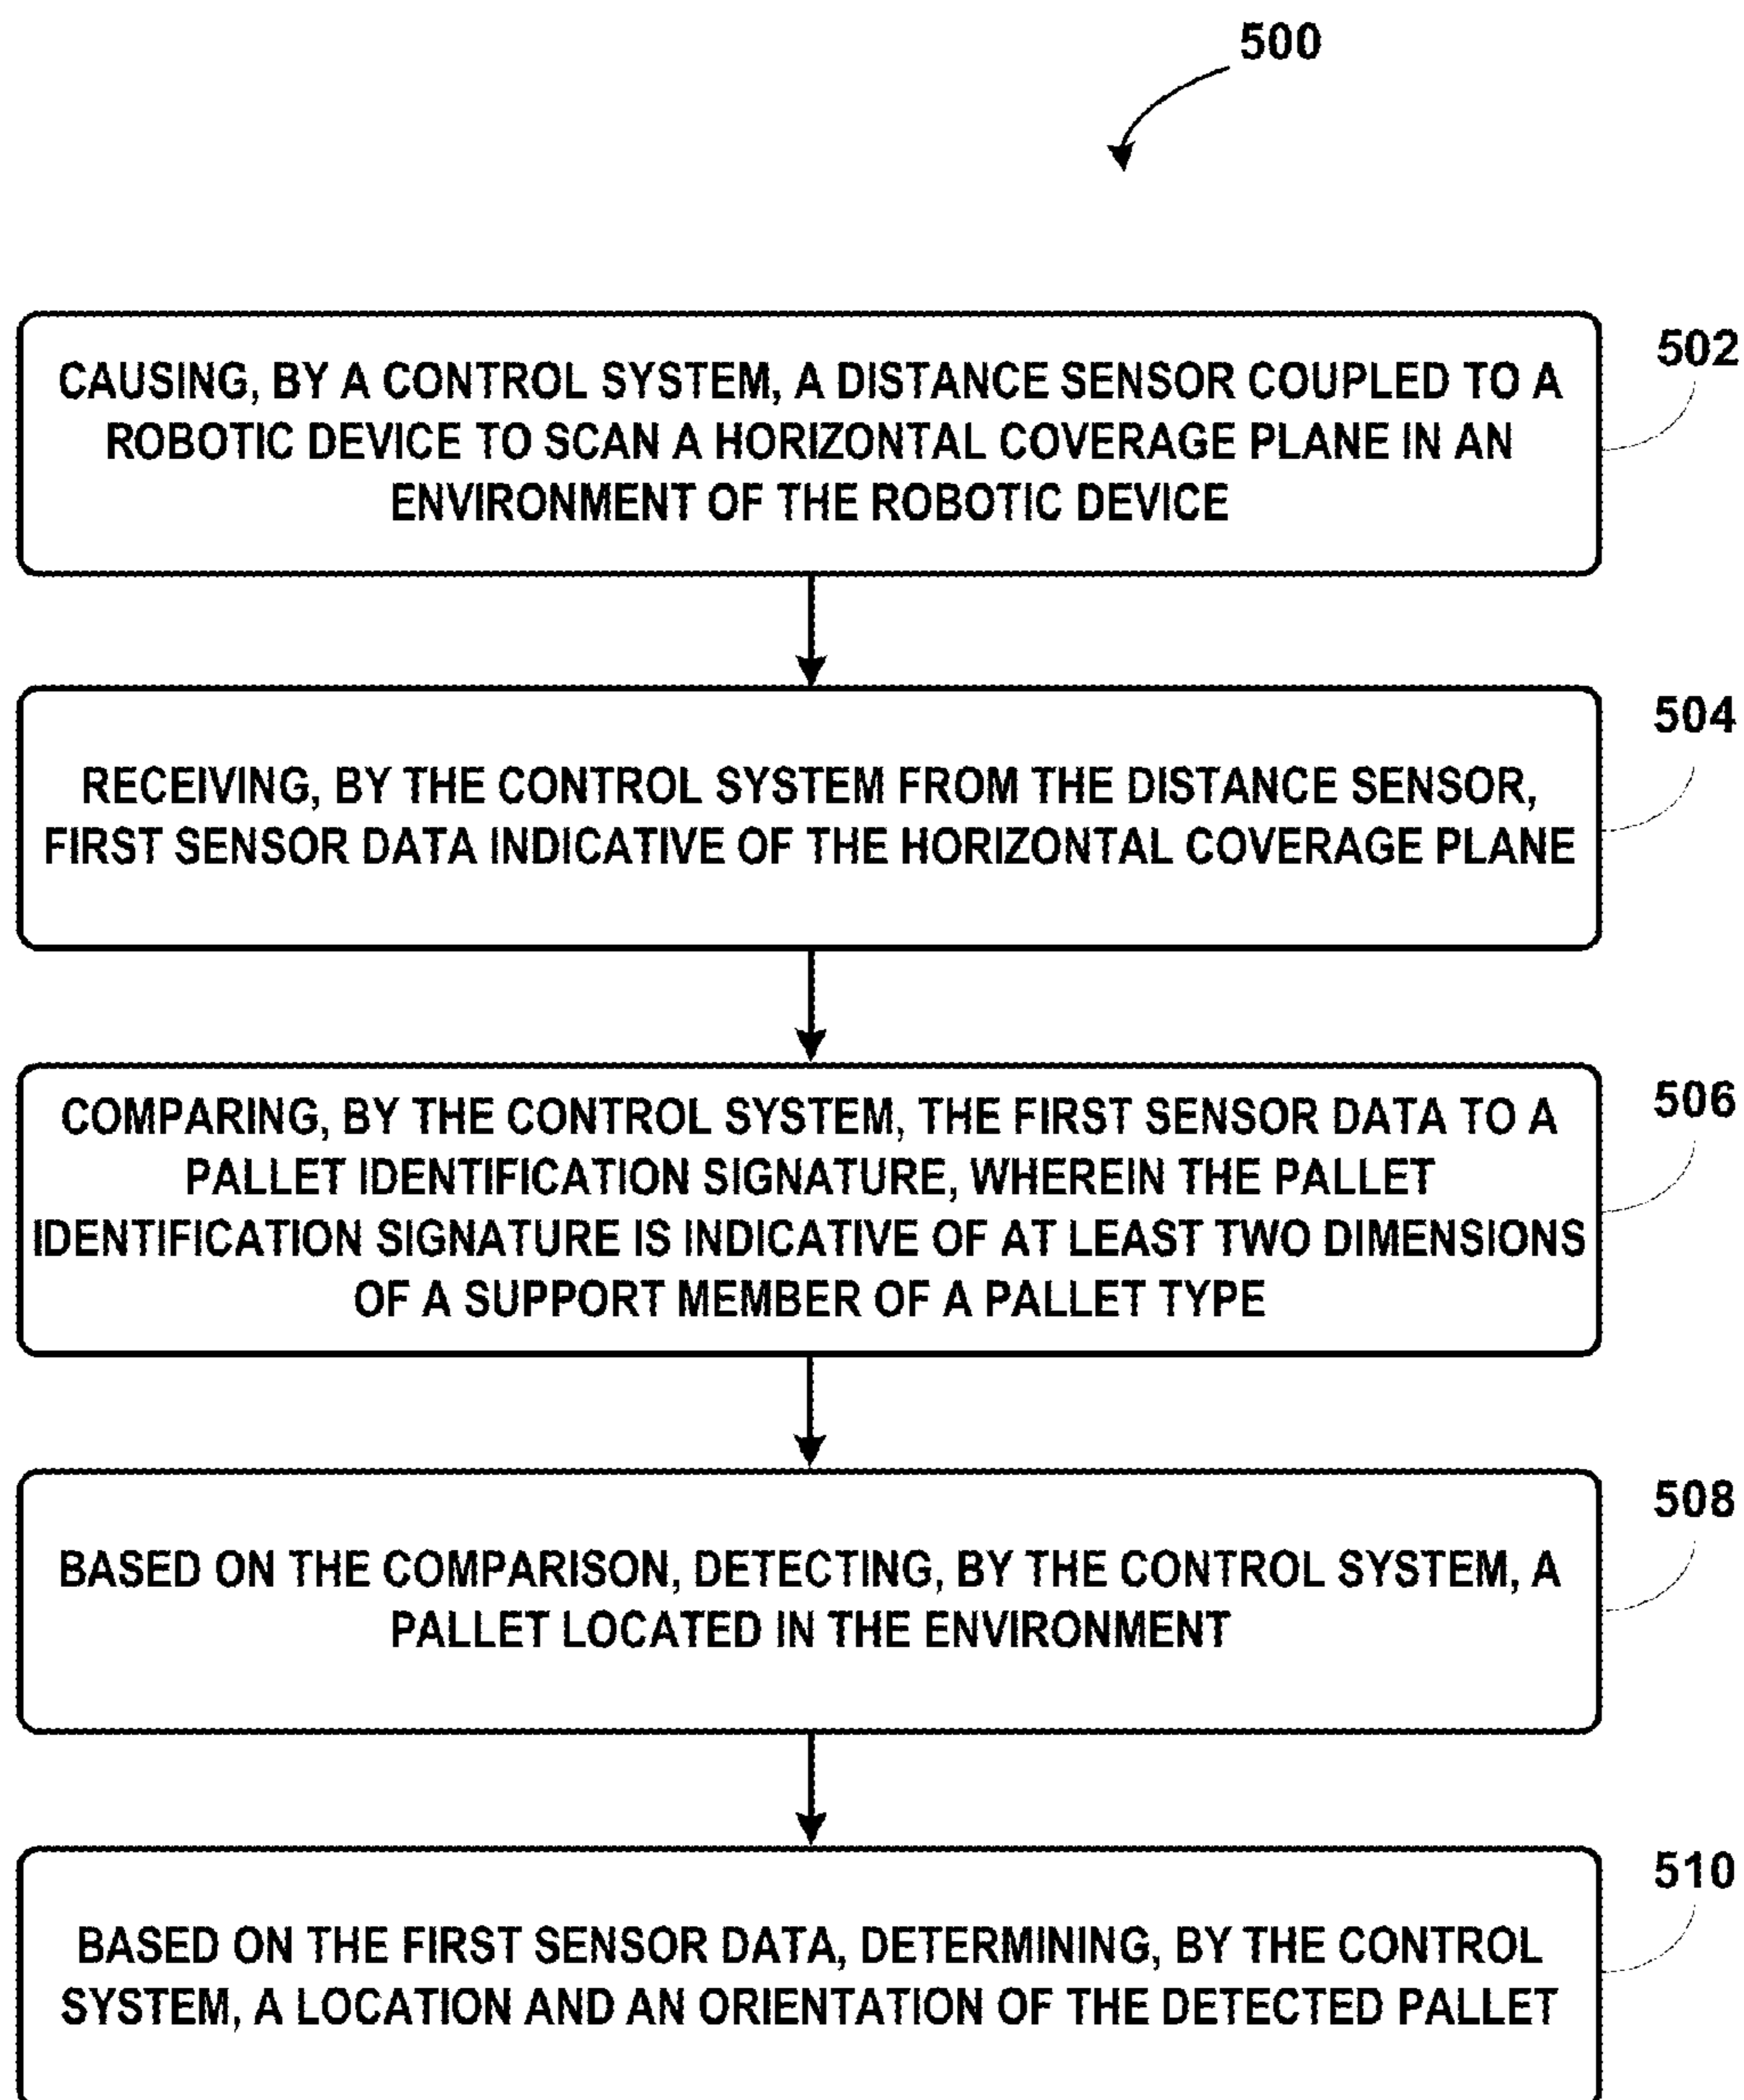 500
CAUSING, BY A CONTROL SYSTEM, A DISTANCE SENSOR COUPLED TO A
ROBOTIC DEVICE TO SCAN A HORIZONTAL COVERAGE PLANE IN AN
ENVIRONMENT OF THE ROBOTIC DEVICE
502
RECEIVING, BY THE CONTROL SYSTEM FROM THE DISTANCE SENSOR,
FIRST SENSOR DATA INDICATIVE OF THE HORIZONTAL COVERAGE PLANE
504
COMPARING, BY THE CONTROL SYSTEM, THE FIRST SENSOR DATA TO A
PALLET IDENTIFICATION SIGNATURE, WHEREIN THE PALLET
IDENTIFICATION SIGNATURE IS INDICATIVE OF AT LEAST TWO DIMENSIONS
OF A SUPPORT MEMBER OF A PALLET TYPE
506
BASED ON THE COMPARISON, DETECTING, BY THE CONTROL SYSTEM, A
PALLET LOCATED IN THE ENVIRONMENT
508
BASED ON THE FIRST SENSOR DATA, DETERMINING, BY THE CONTROL
SYSTEM, A LOCATION AND AN ORIENTATION OF THE DETECTED PALLET
510